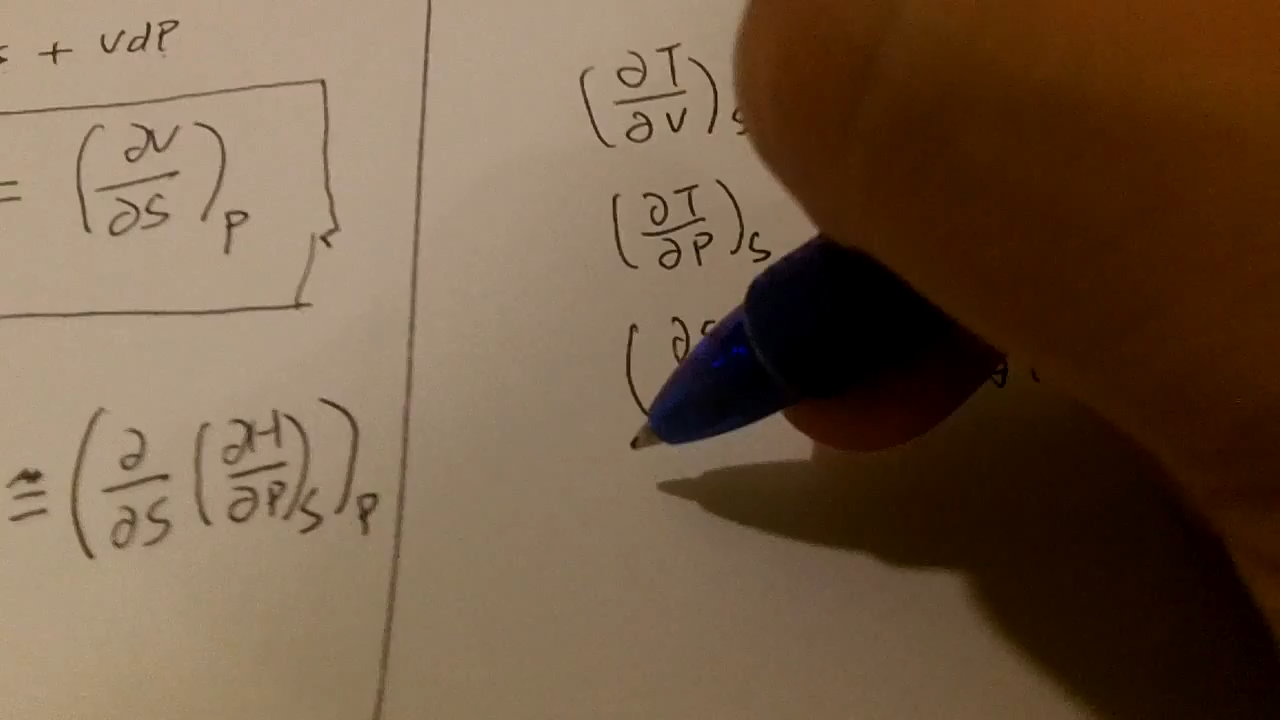 s + VdP
= (∂V/∂S)_P
≅ (∂/∂S (∂H/∂P)_S)_P
(∂T/∂V)_S
(∂T/∂P)_S
(∂S